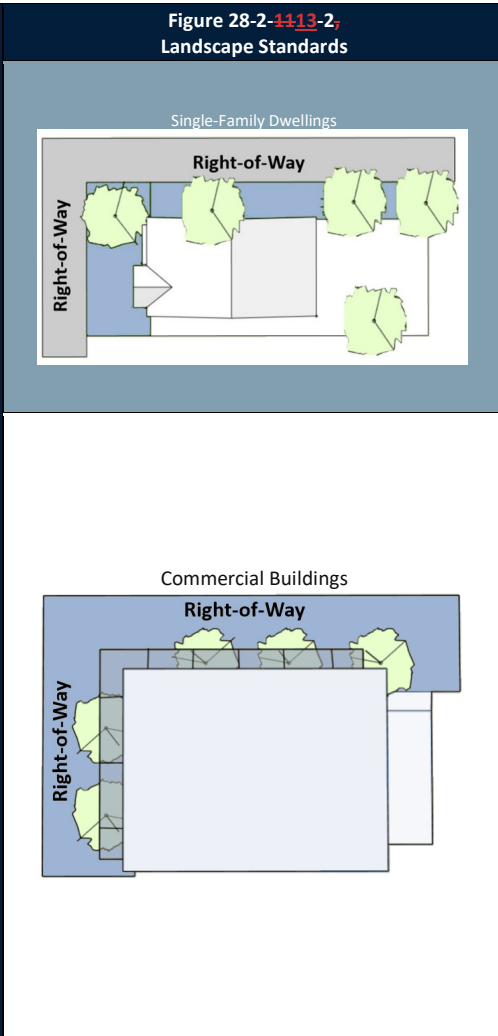 Figure 28-2-1113-2,
Landscape Standards
Single-Family Dwellings
Right-of-Way
Right-of-Way
Commercial Buildings
Right-of-Way
Right-of-Way